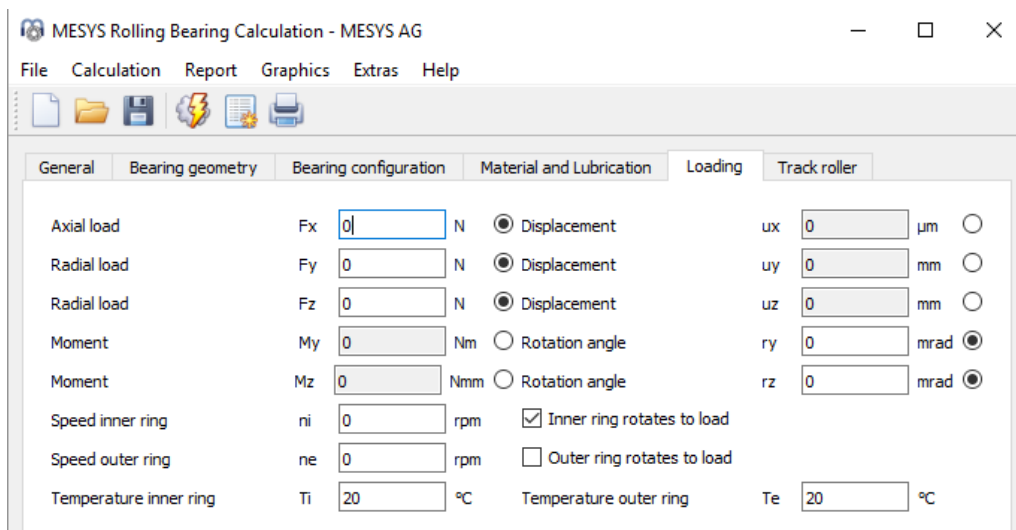 MESYS Rolling Bearing Calculation - MESYS AG
File Calculation Report Graphics Extras Help
General Bearing geometry Bearing configuration Material and Lubrication Loading Track roller
Axial load Fx 0 N Displacement ux 0 µm
Radial load Fy 0 N Displacement uy 0 mm
Radial load Fz 0 N Displacement uz 0 mm
Moment My 0 Nm Rotation angle ry 0 mrad
Moment Mz 0 Nmm Rotation angle rz 0 mrad
Speed inner ring ni 0 rpm Inner ring rotates to load
Speed outer ring ne 0 rpm Outer ring rotates to load
Temperature inner ring Ti 20 ºC Temperature outer ring Te 20 ºC